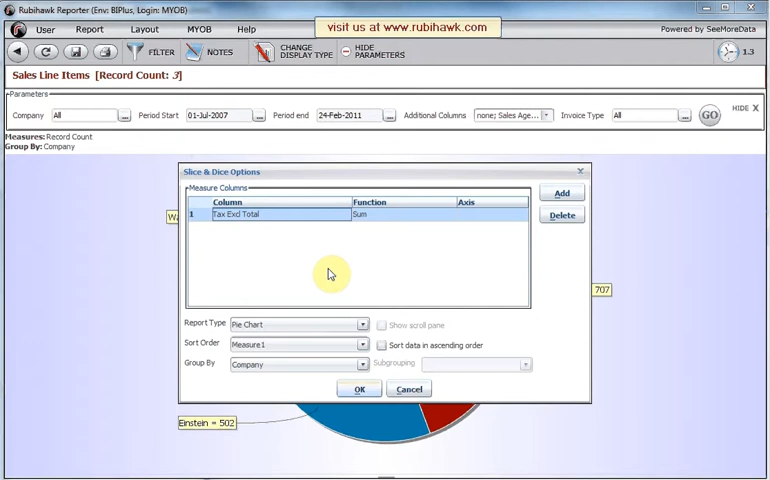 Rubihawk Reporter (Env: BIPlus, Login: MYOB)
visit us at www.rubihawk.com
User Report Layout MYOB Help
Powered by SeeMoreData
FILTER NOTES CHANGE DISPLAY TYPE HIDE PARAMETERS 1.3
Sales Line Items [Record Count: 3]
Parameters
Company All ... Period Start 01-Jul-2007 ... Period end 24-Feb-2011 ... Additional Columns none; Sales Age... Invoice Type All ... GO HIDE X
Measures: Record Count
Group By: Company
Slice & Dice Options
Measure Columns
Column Function Axis
1 Tax Excl Total Sum
Add
Delete
Wa
707
Report Type Pie Chart Show scroll pane
Sort Order Measure1 Sort data in ascending order
Group By Company Subgrouping
OK Cancel
Einstein = 502